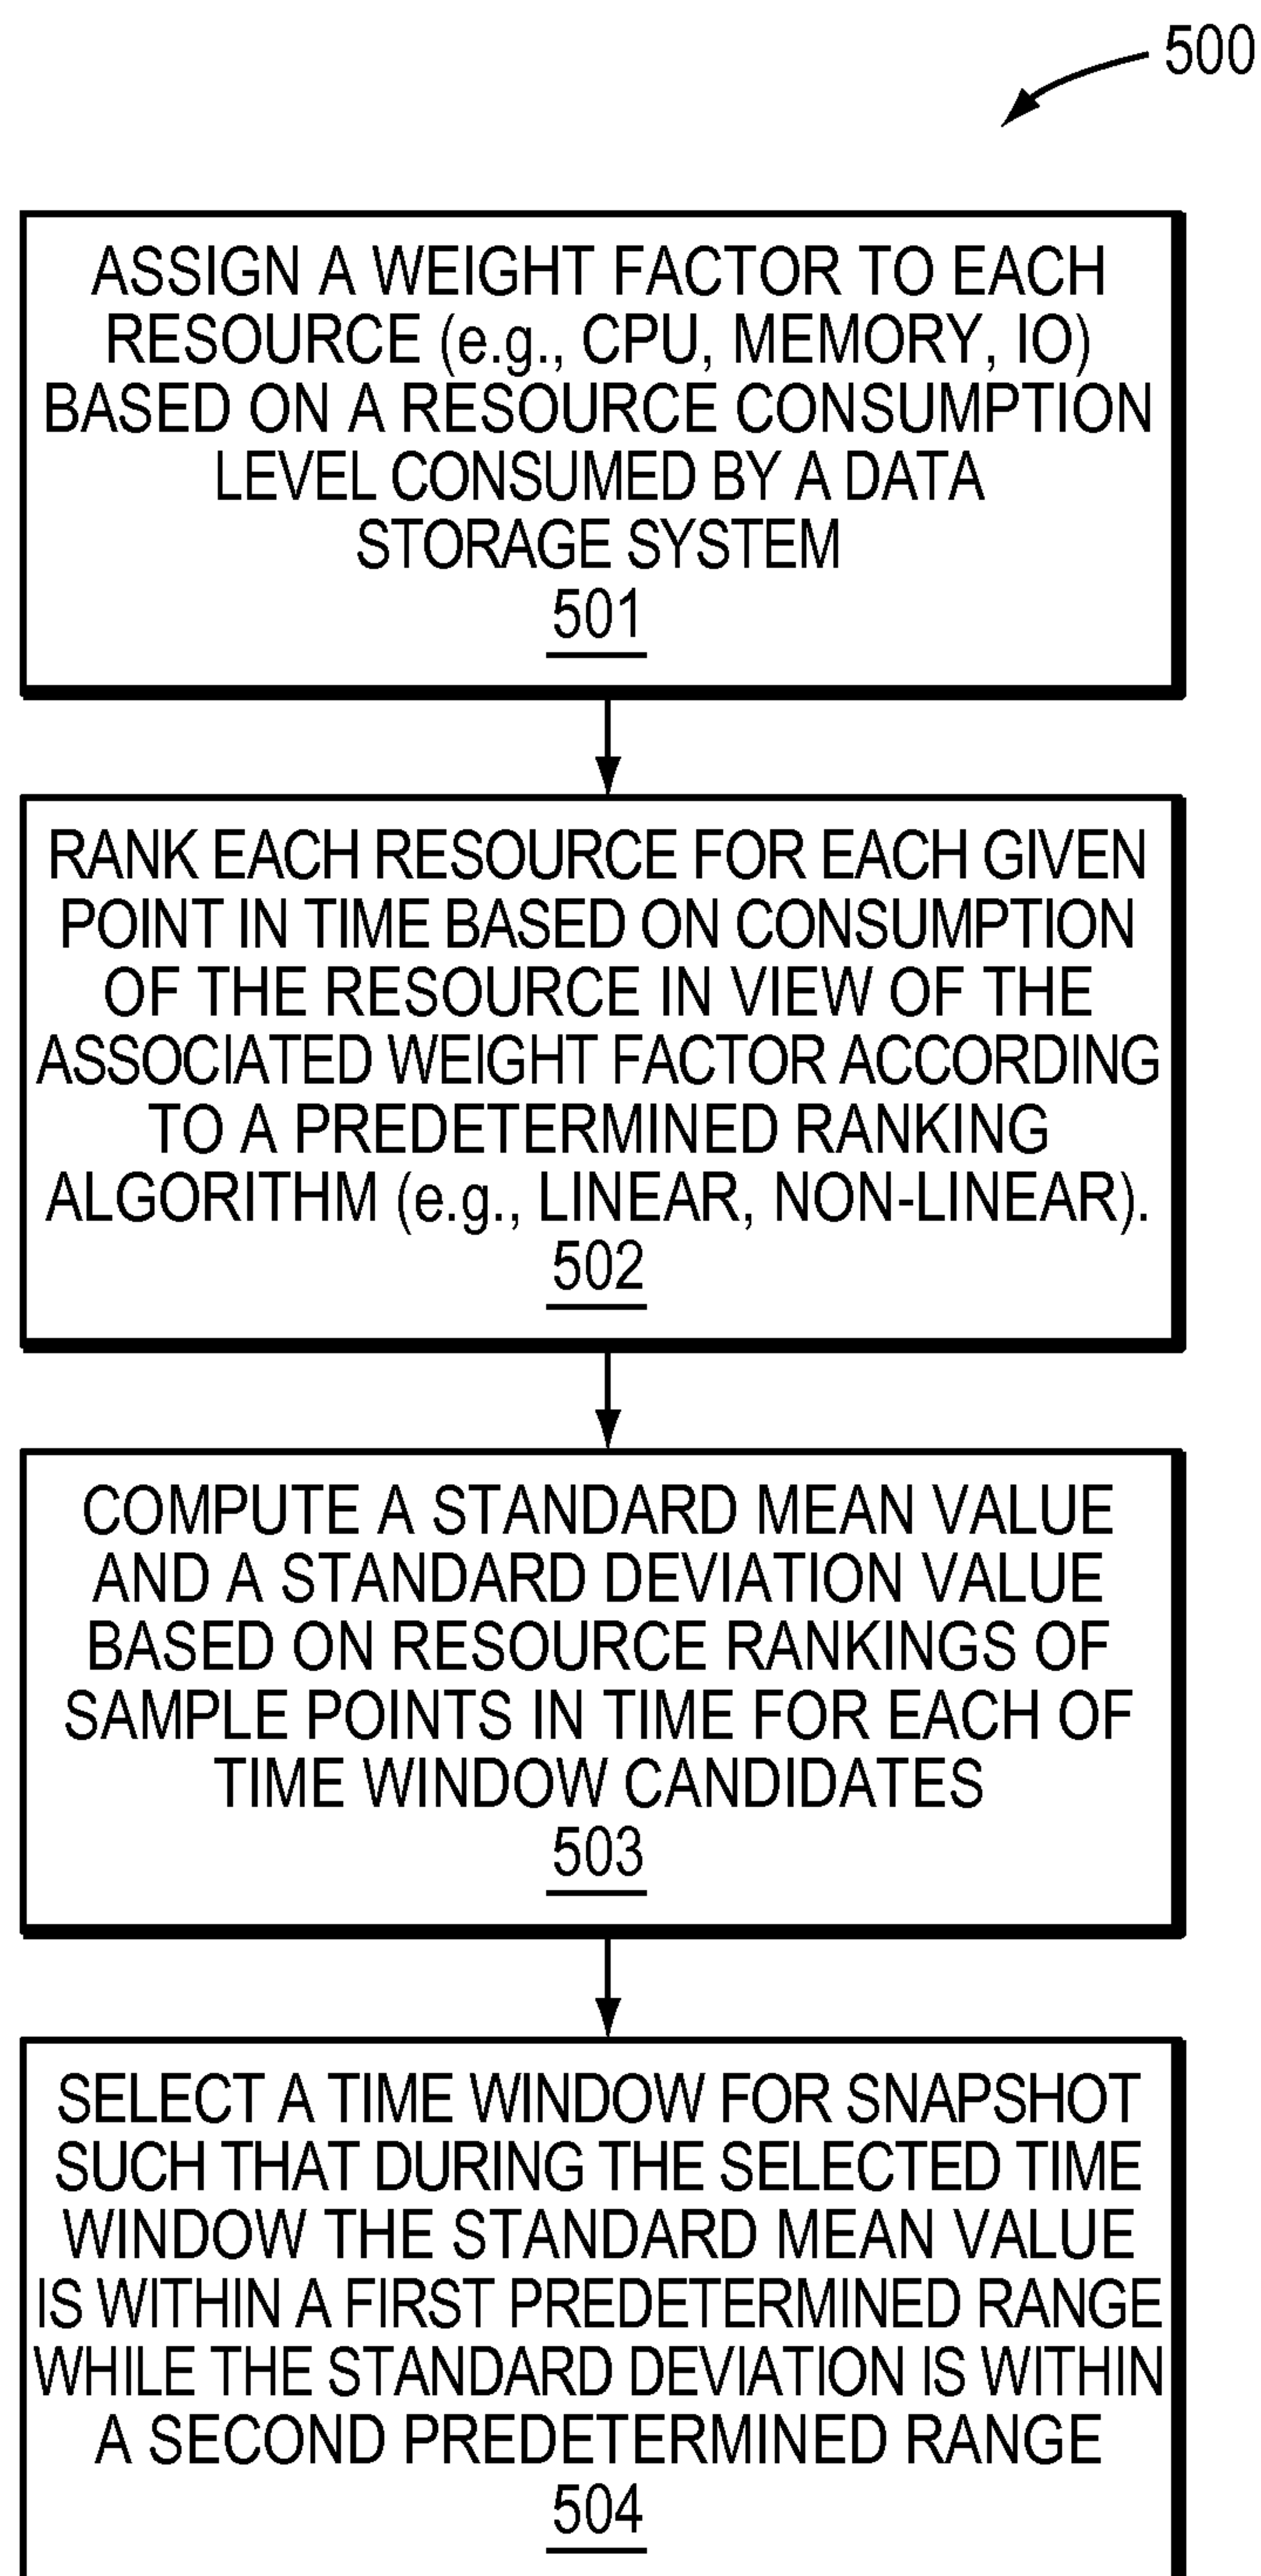 500
ASSIGN A WEIGHT FACTOR TO EACH
RESOURCE (e.g., CPU, MEMORY, IO)
BASED ON A RESOURCE CONSUMPTION
LEVEL CONSUMED BY A DATA
STORAGE SYSTEM
501
RANK EACH RESOURCE FOR EACH GIVEN
POINT IN TIME BASED ON CONSUMPTION
OF THE RESOURCE IN VIEW OF THE
ASSOCIATED WEIGHT FACTOR ACCORDING
TO A PREDETERMINED RANKING
ALGORITHM (e.g., LINEAR, NON-LINEAR).
502
COMPUTE A STANDARD MEAN VALUE
AND A STANDARD DEVIATION VALUE
BASED ON RESOURCE RANKINGS OF
SAMPLE POINTS IN TIME FOR EACH OF
TIME WINDOW CANDIDATES
503
SELECT A TIME WINDOW FOR SNAPSHOT
SUCH THAT DURING THE SELECTED TIME
WINDOW THE STANDARD MEAN VALUE
IS WITHIN A FIRST PREDETERMINED RANGE
WHILE THE STANDARD DEVIATION IS WITHIN
A SECOND PREDETERMINED RANGE
504